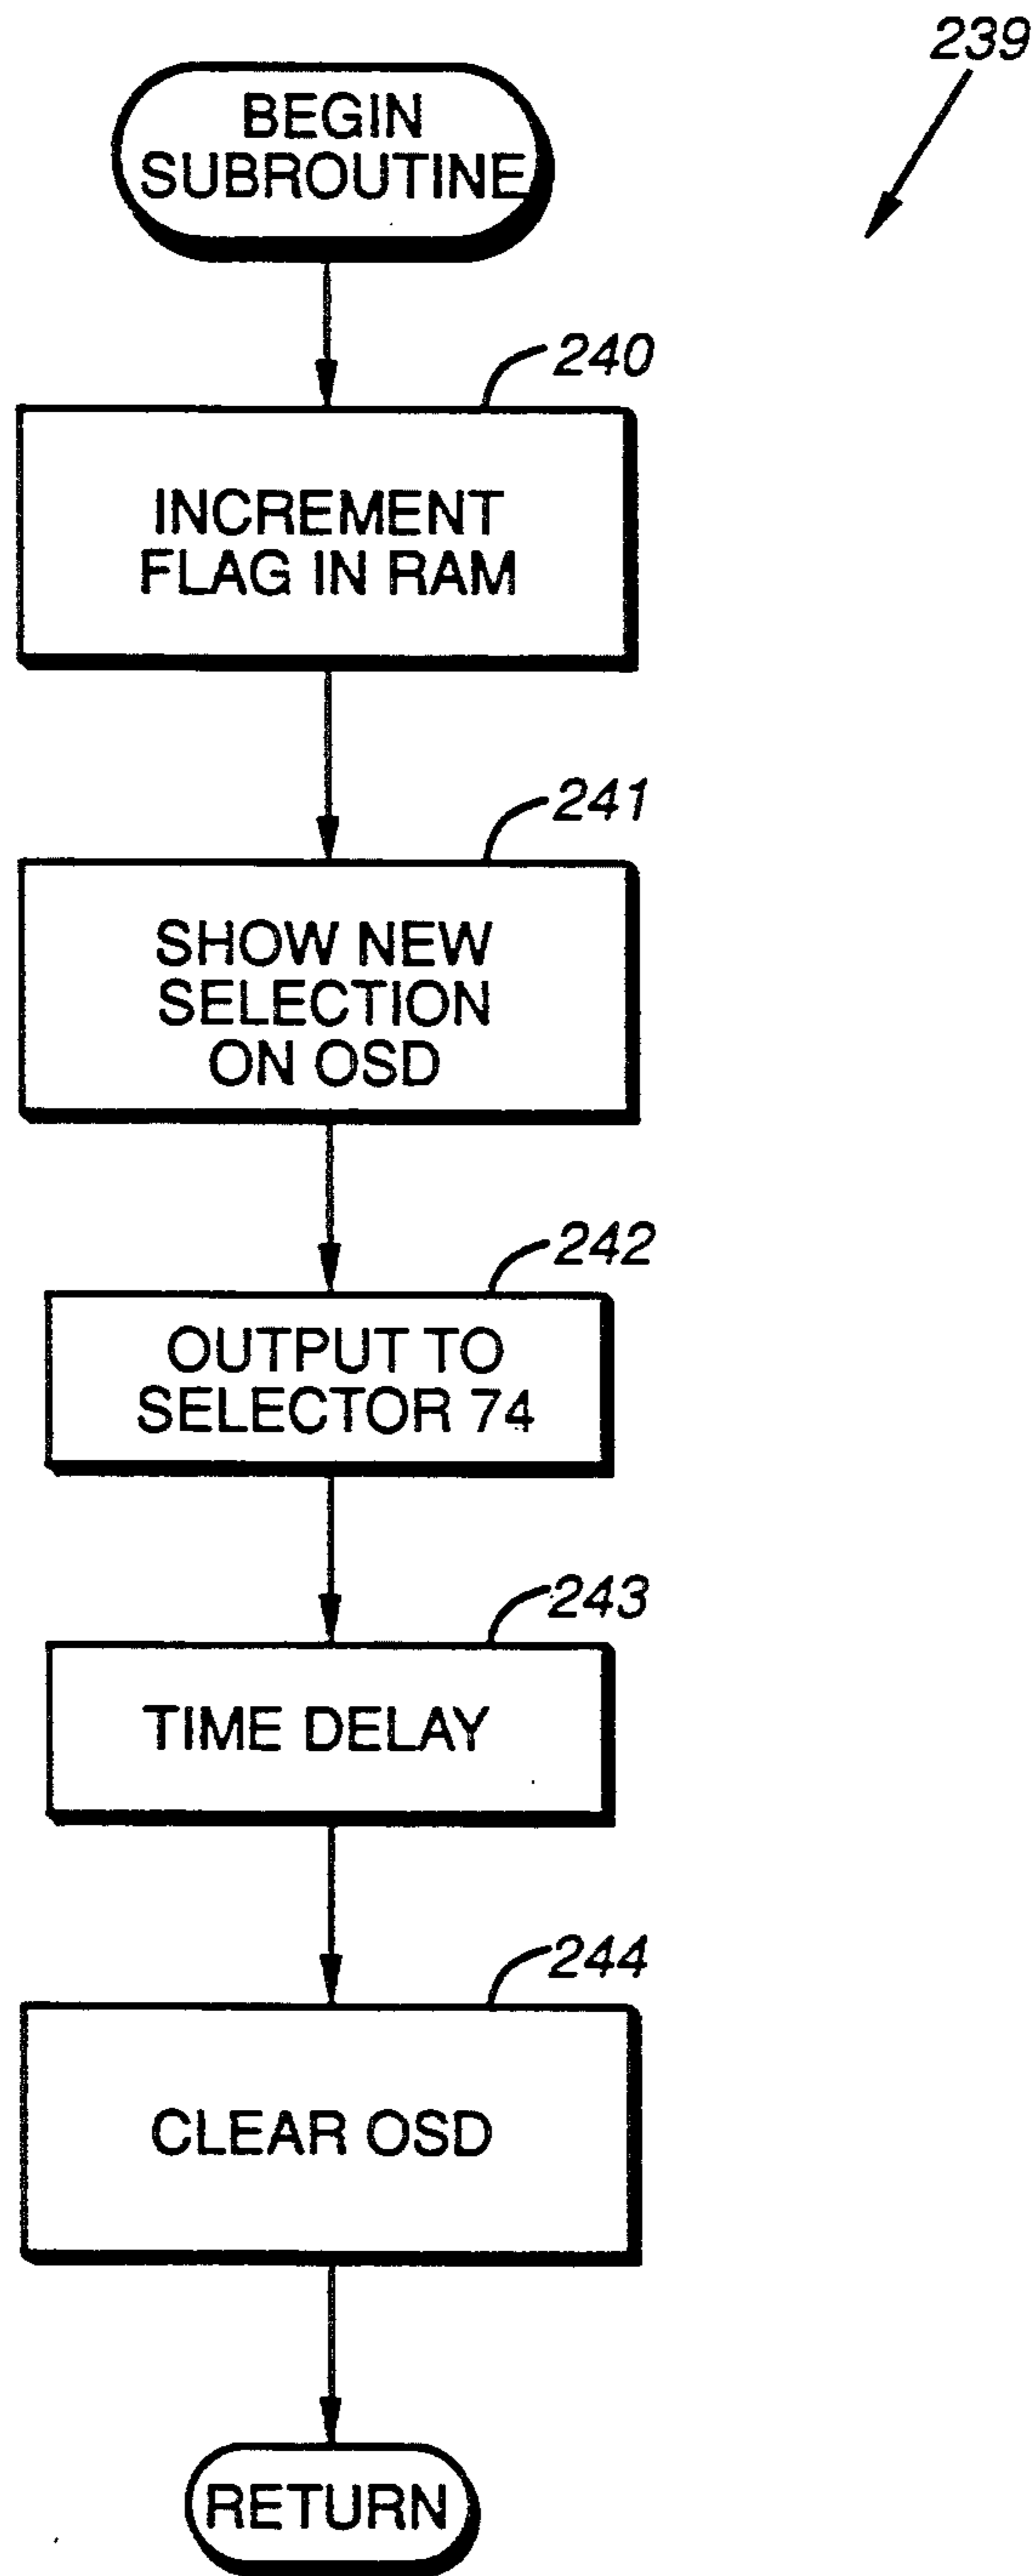 239
BEGIN
SUBROUTINE
240
INCREMENT
FLAG IN RAM
241
SHOW NEW
SELECTION
ON OSD
242
OUTPUT TO
SELECTOR 74
243
TIME DELAY
244
CLEAR OSD
RETURN